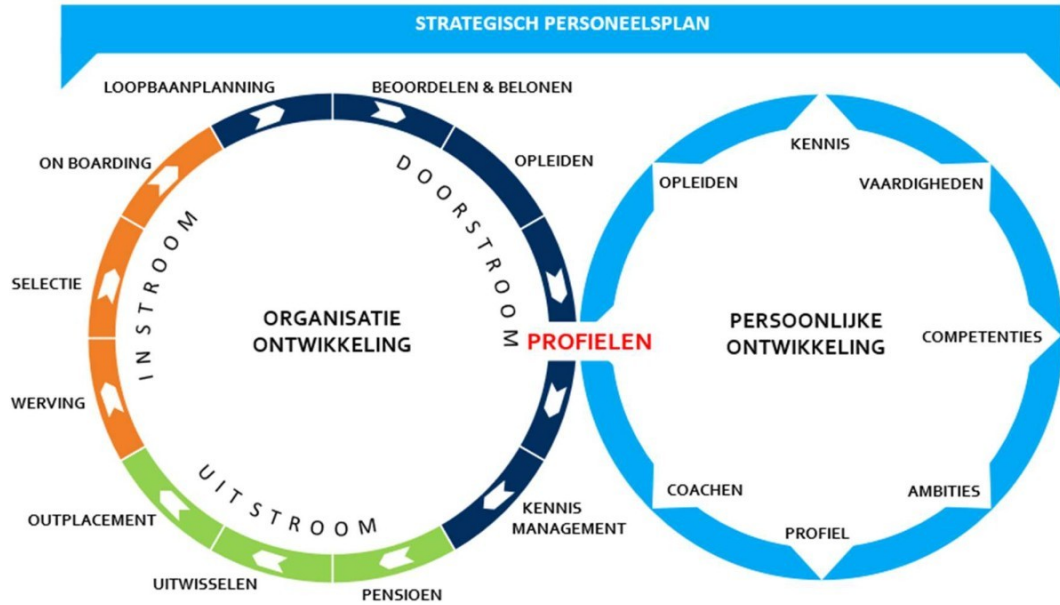 STRATEGISCH PERSONEELSPLAN
LOOPBAANPLANNING
BEOORDELEN & BELONEN
ON BOARDING
OPLEIDEN
SELECTIE
WERVING
OUTPLACEMENT
UITWISSELEN
PENSIOEN
KENNIS
MANAGEMENT
INSTROOM
DOORSTROOM
UITSTROOM
ORGANISATIE
ONTWIKKELING
PROFIELEN
KENNIS
OPLEIDEN
VAARDIGHEDEN
PERSOONLIJKE
ONTWIKKELING
COMPETENTIES
COACHEN
AMBITIES
PROFIEL